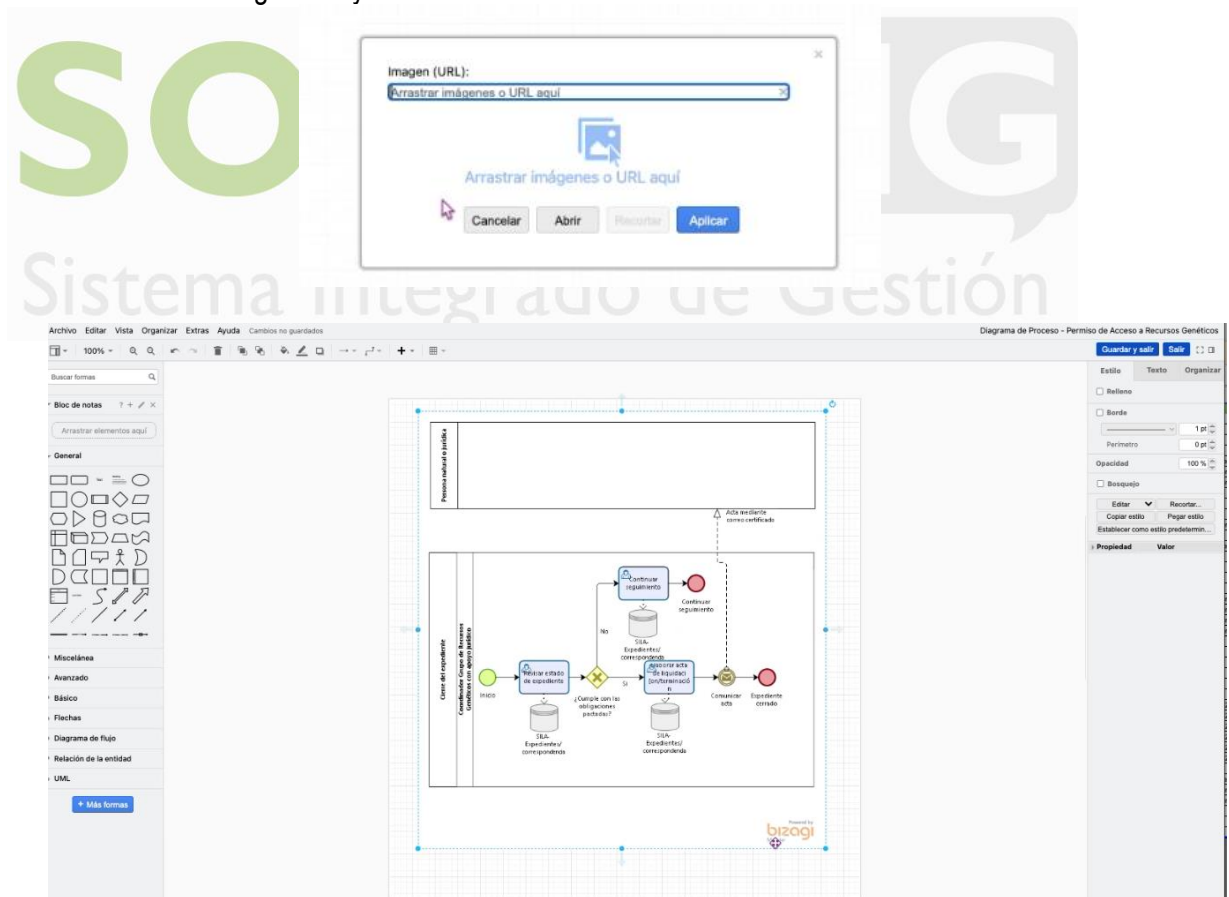 Imagen (URL):
Arrastrar imágenes o URL aquí
Arrastrar imágenes o URL aquí
Cancelar Abrir Recortar Aplicar
SO G
Sistema Integrado de Gestión
Archivo Editar Vista Organizar Extras Ayuda Cambios no guardados
Diagrama de Proceso - Permiso de Acceso a Recursos Genéticos
100%
Guardar y salir Salir
Buscar formas
Estilo Texto Organizar
Bloc de notas ? + ×
Arrastrar elementos aquí
General
Relleno
Borde
1 pt
Perímetro 0 pt
Opacidad 100 %
Bosquejo
Editar Recortar...
Copiar estilo Pegar estilo
Establecer como estilo predetermin...
Propiedad Valor
Misceláneа
Avanzado
Básico
Flechas
Diagrama de flujo
Relación de la entidad
UML
+ Más formas
Persona natural o jurídica
Acta mediante
correo certificado
Cierre del expediente
Coordinador Grupo de Recursos
Genéticos con apoyo jurídico
Continuar
seguimiento
Continuar
seguimiento
No
SILA-
Expedientes/
correspondencia
Inicio
Revisar estado
de expediente
Si
Elaborar acta
de liquidaci
ón/terminació
n
¿Cumple con las
obligaciones
pactadas?
Comunicar
acta
Expediente
cerrado
SILA-
Expedientes/
correspondencia
SILA-
Expedientes/
correspondencia
Powered by
bizagi